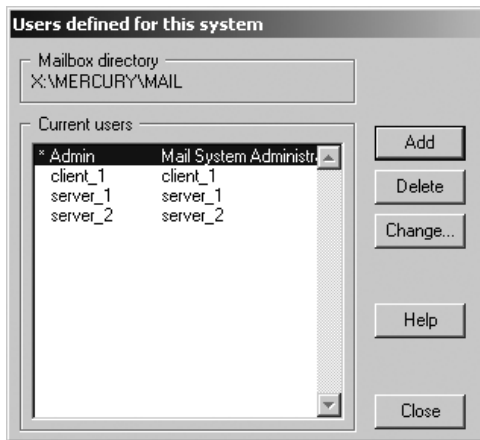 Users defined for this system
Mailbox directory
X:\MERCURY\MAIL
Current users
* Admin Mail System Administr
client_1 client_1
server_1 server_1
server_2 server_2
Add
Delete
Change...
Help
Close